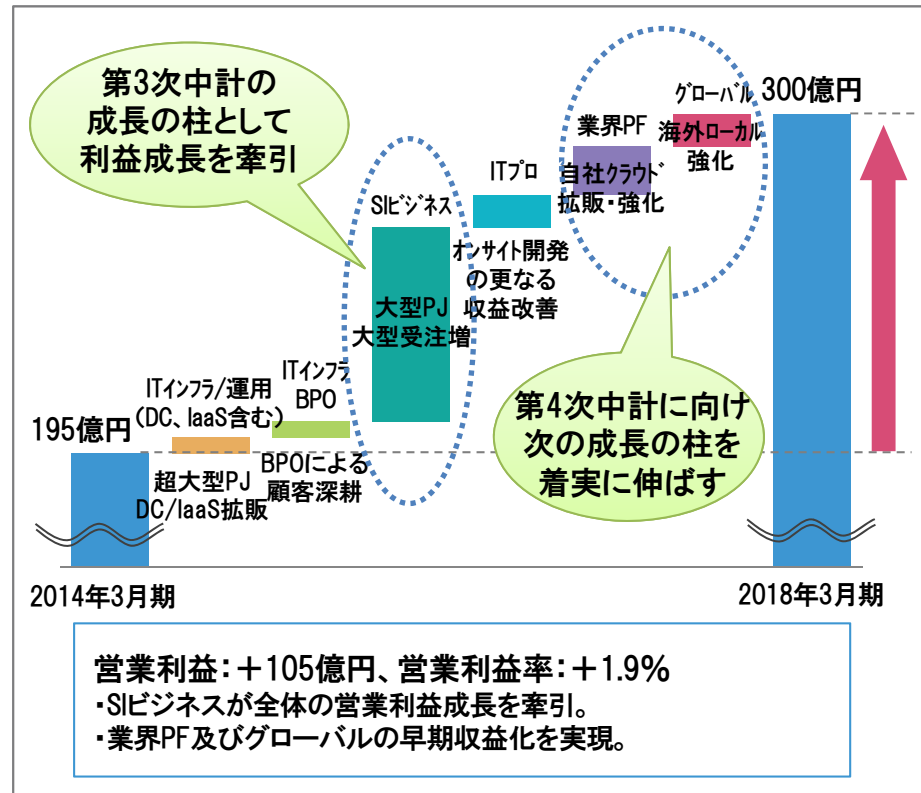 第3次中計の
成長の柱として
利益成長を牽引
グローバル
300億円
業界PF
海外ローカル
強化
ITプロ
自社クラウド
拡販・強化
SIビジネス
オンサイト開発
の更なる
収益改善
大型PJ
大型受注増
ITインフラ/運用
(DC、IaaS含む)
ITインフラ
BPO
195億円
超大型PJ
DC/IaaS拡販
BPOによる
顧客深耕
第4次中計に向け
次の成長の柱を
着実に伸ばす
2014年3月期
2018年3月期
営業利益：＋105億円、営業利益率：＋1.9%
・SIビジネスが全体の営業利益成長を牽引。
・業界PF及びグローバルの早期収益化を実現。